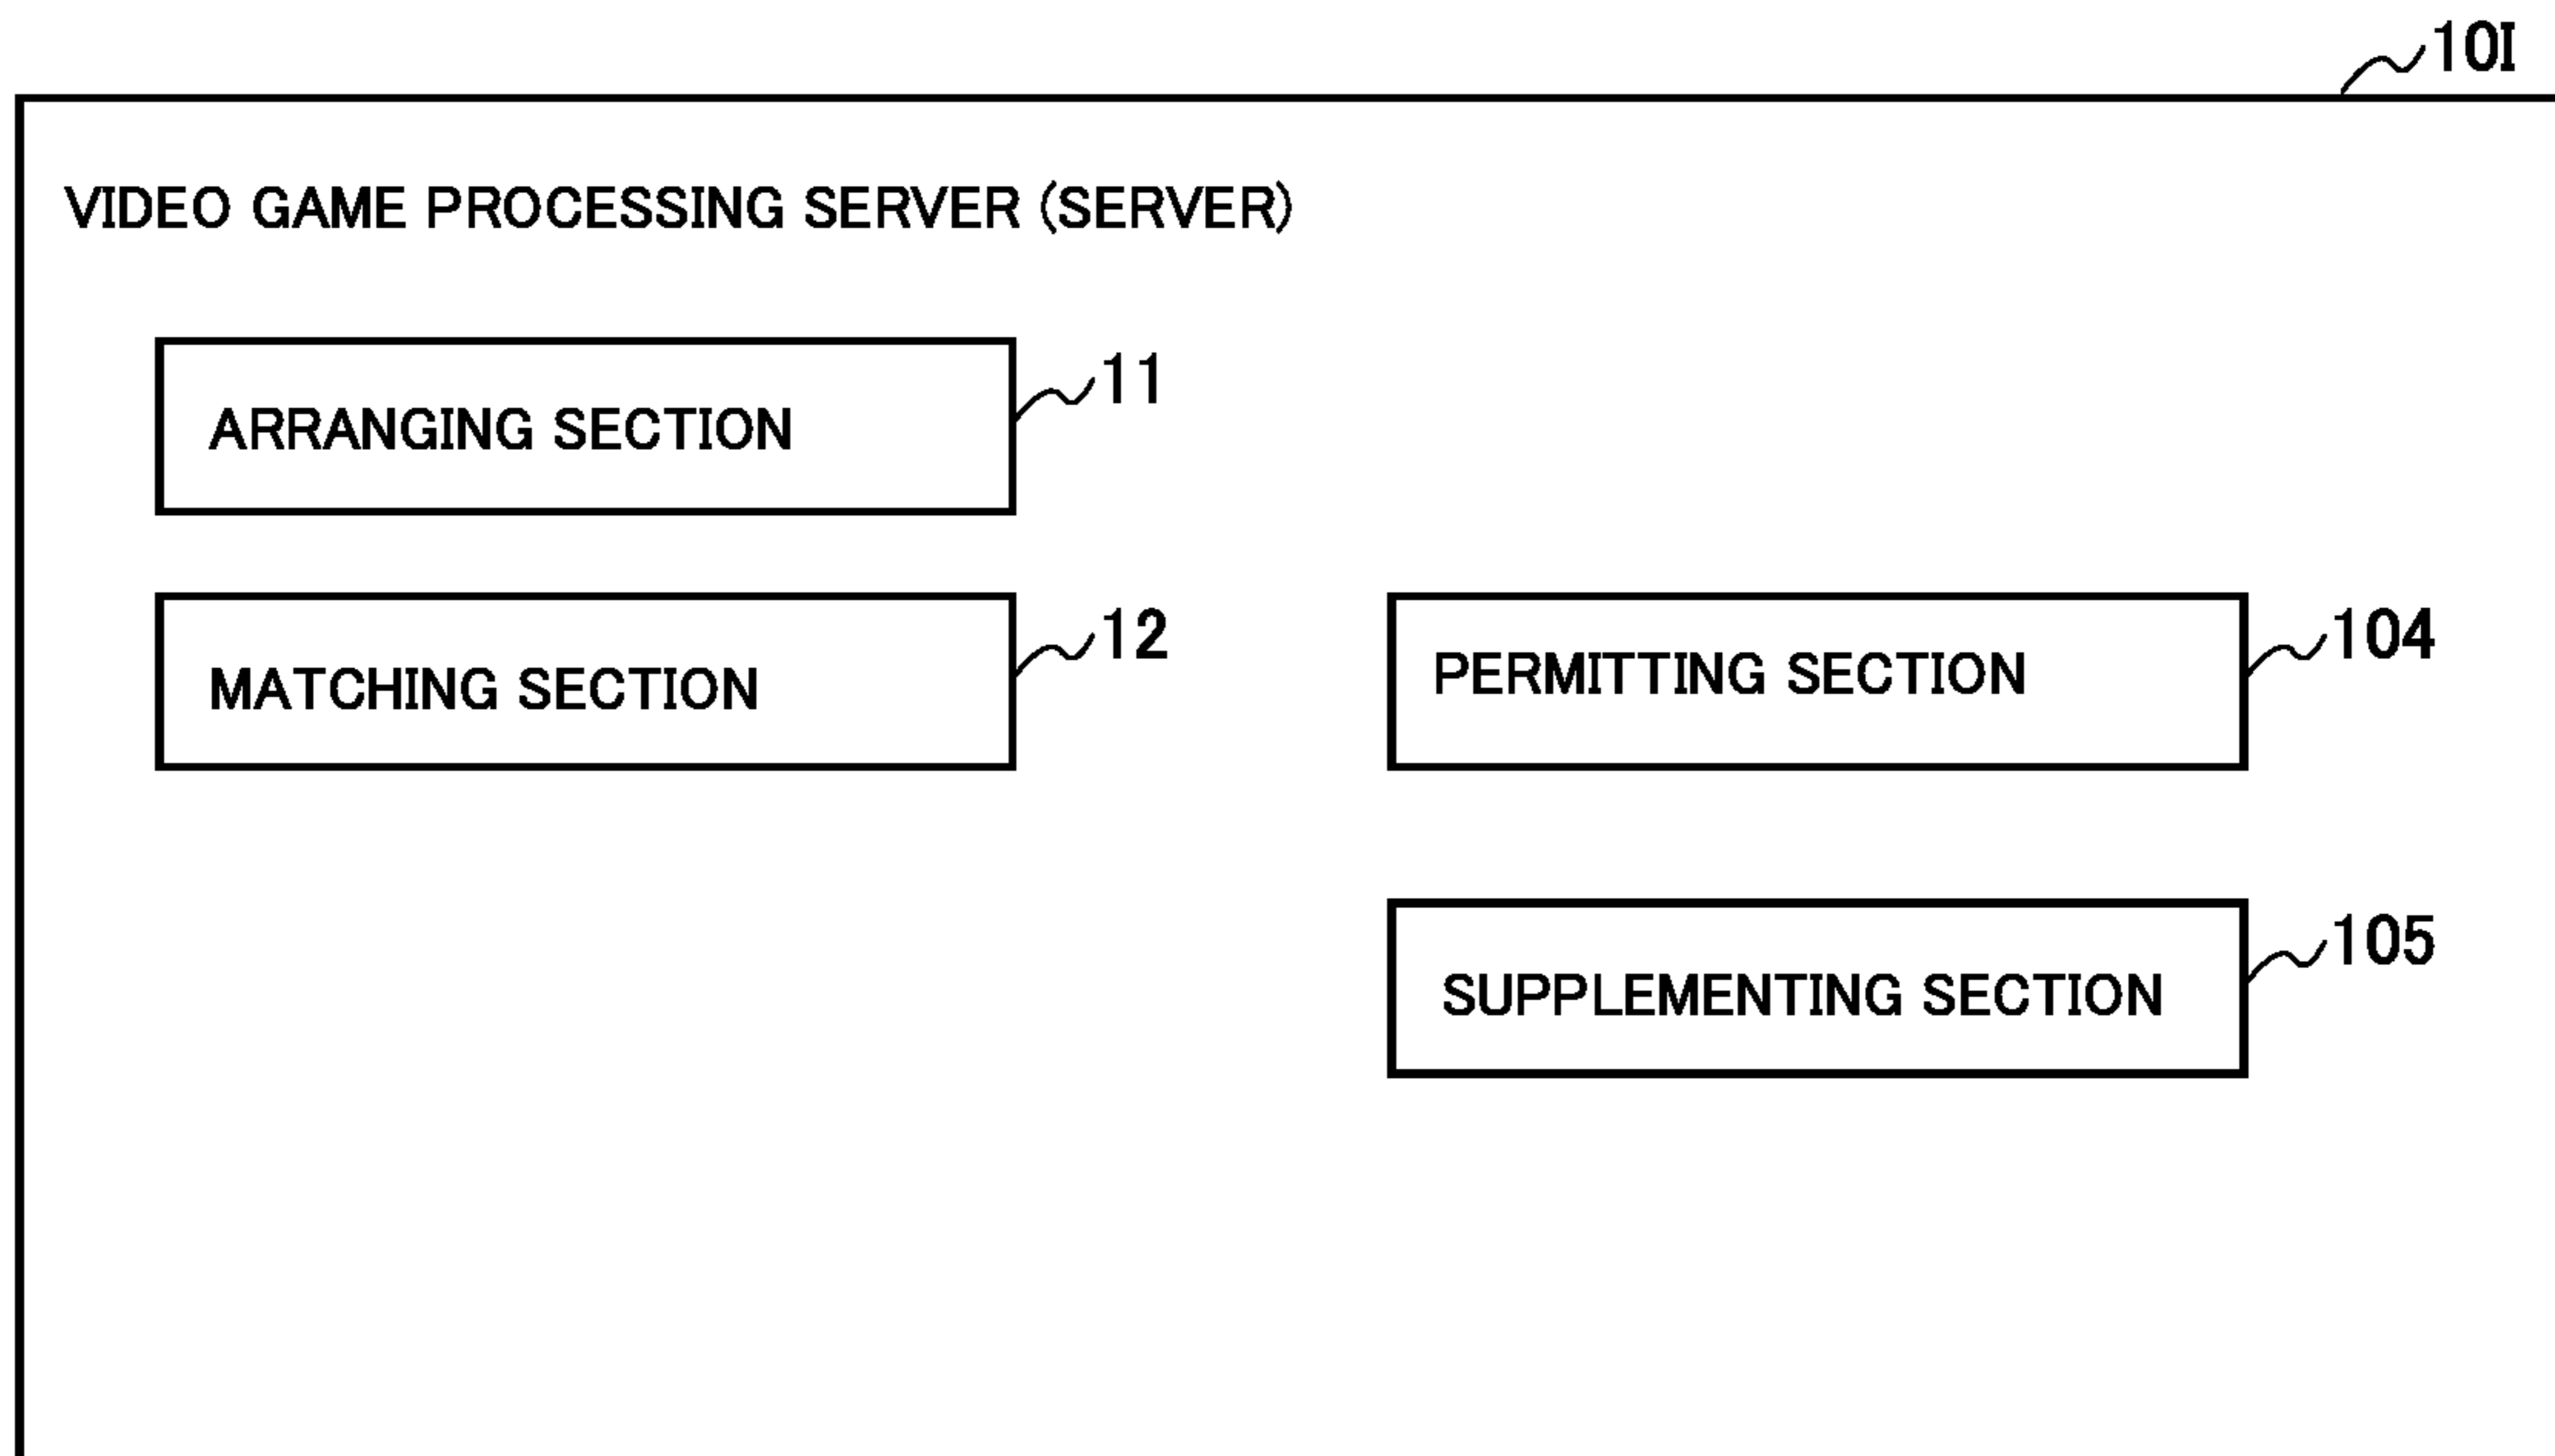 10I
VIDEO GAME PROCESSING SERVER (SERVER)
ARRANGING SECTION
11
MATCHING SECTION
12
PERMITTING SECTION
104
SUPPLEMENTING SECTION
105